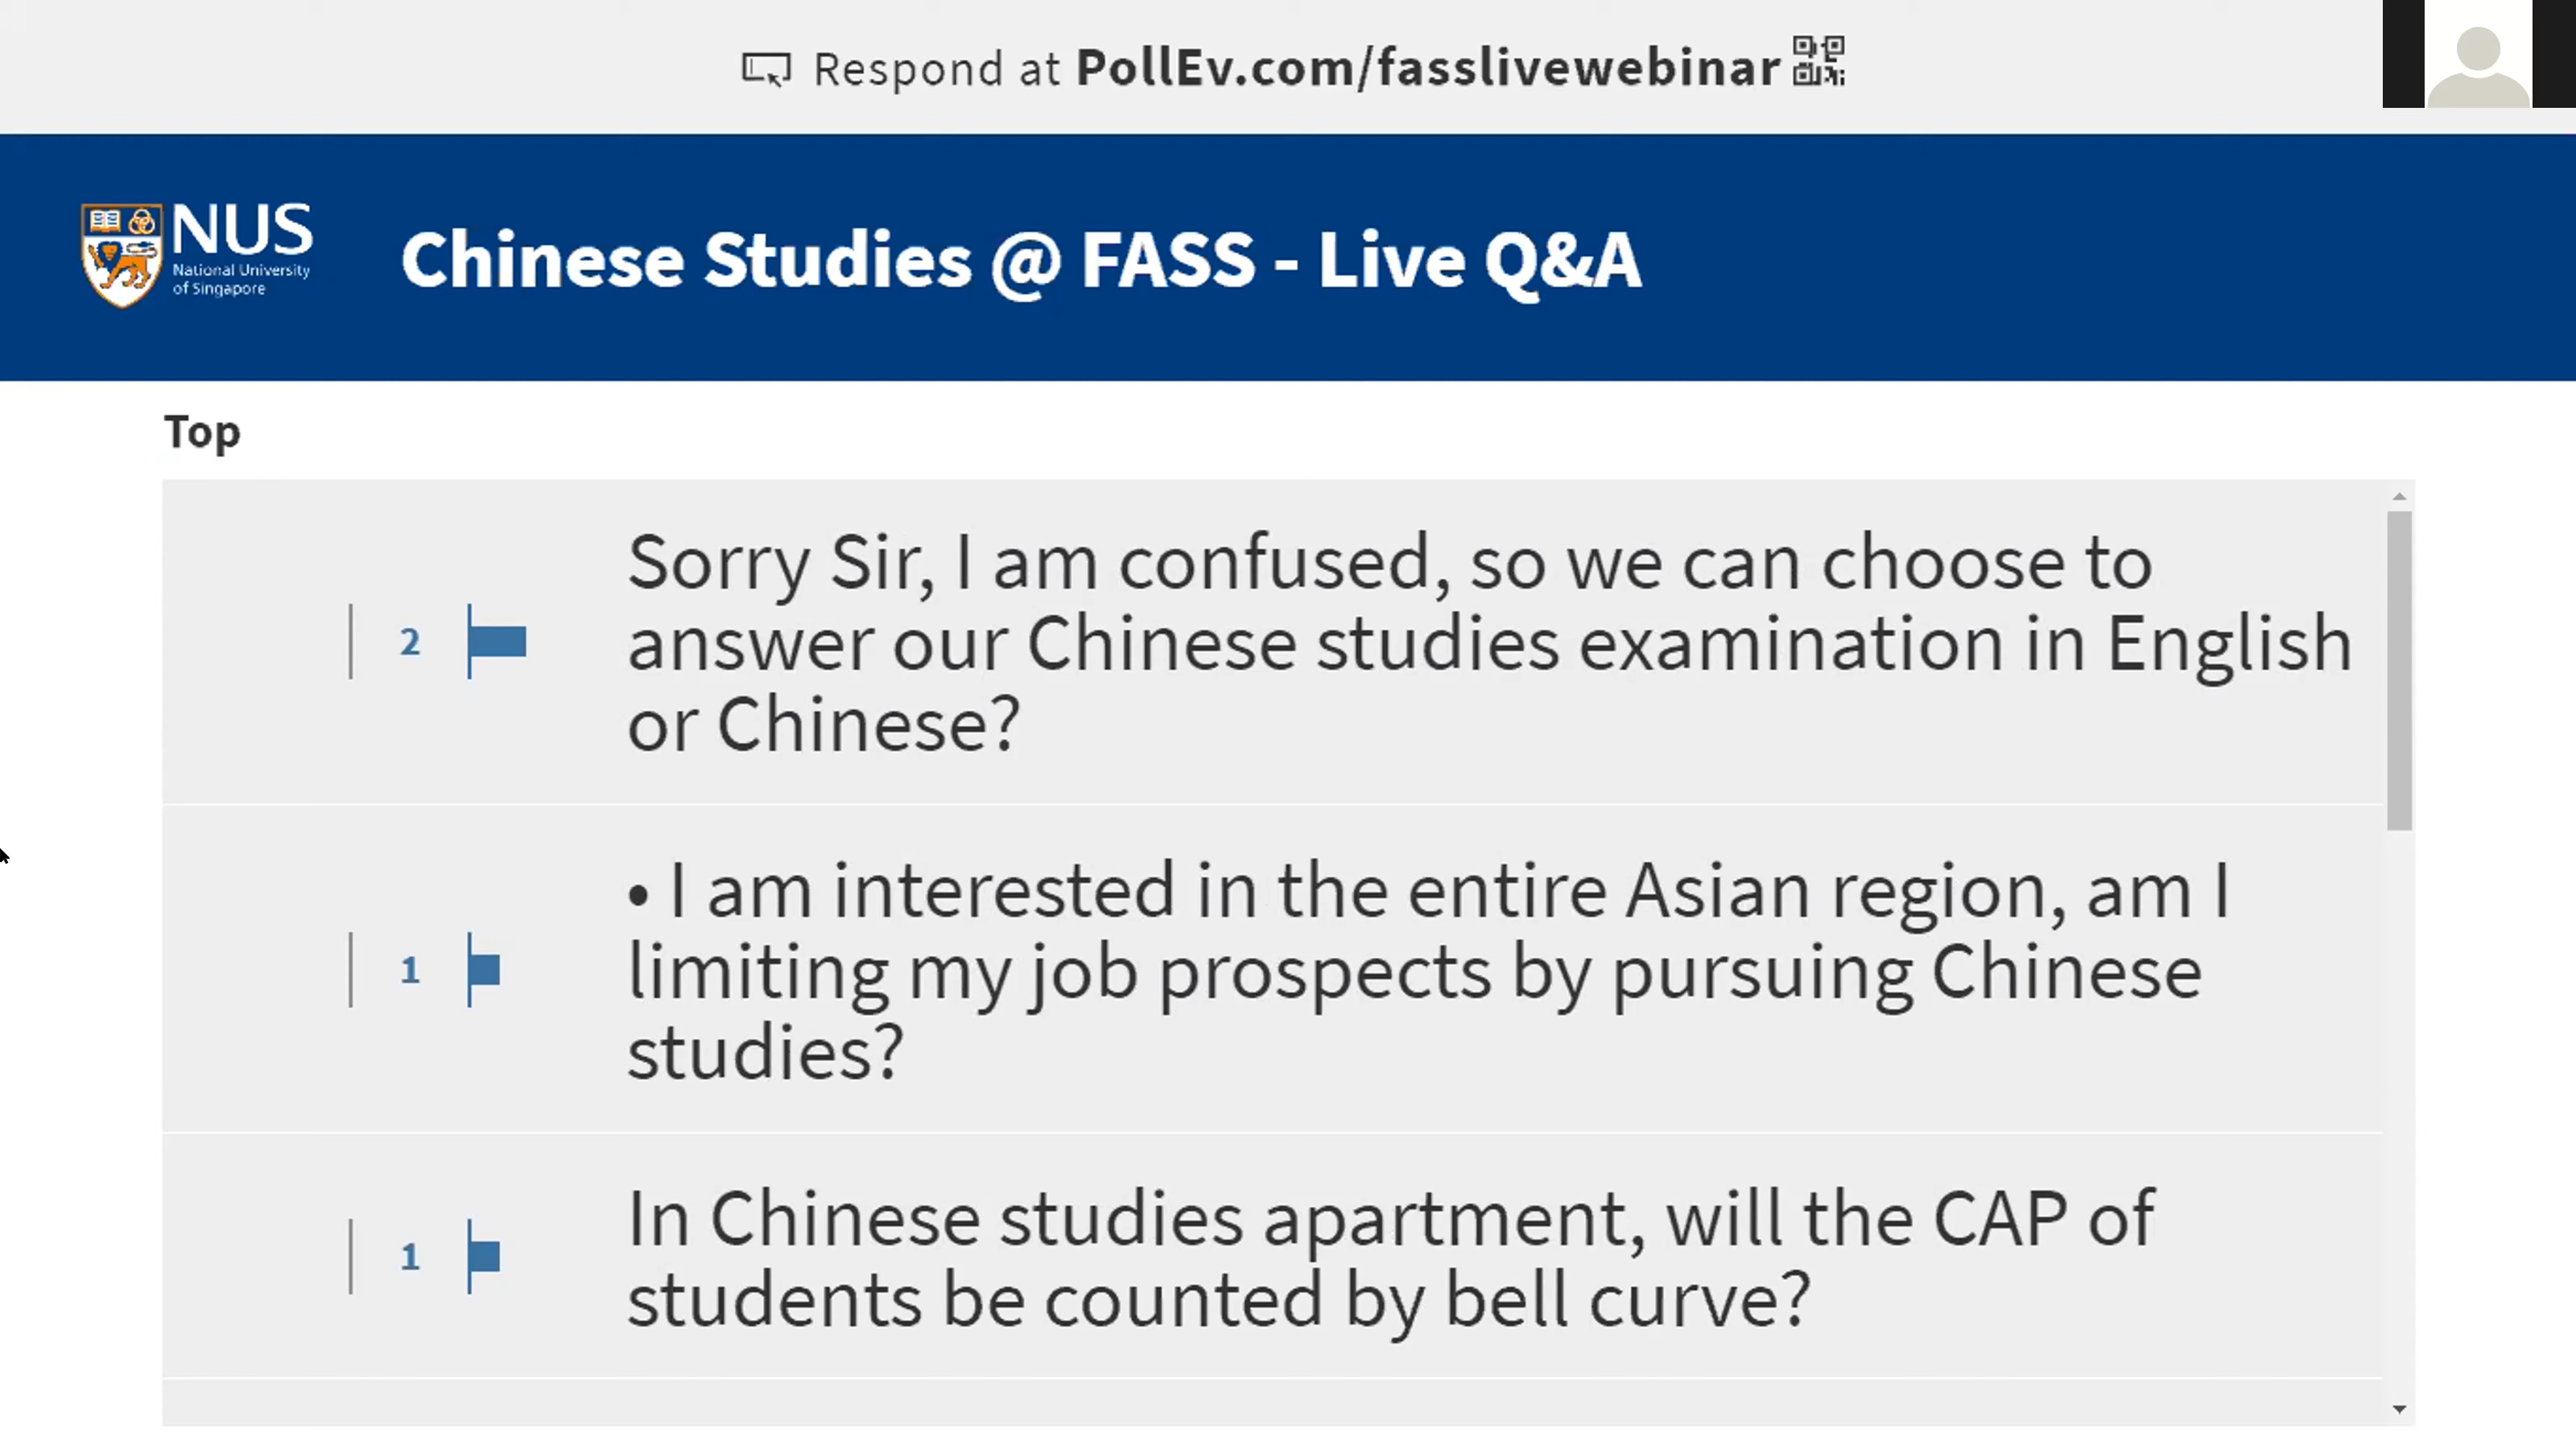 Respond at PollEv.com/fasslivewebinar
NUS
National University
of Singapore
Chinese Studies @ FASS - Live Q&A
Top
2
Sorry Sir, I am confused, so we can choose to
answer our Chinese studies examination in English
or Chinese?
1
• I am interested in the entire Asian region, am I
limiting my job prospects by pursuing Chinese
studies?
1
In Chinese studies apartment, will the CAP of
students be counted by bell curve?